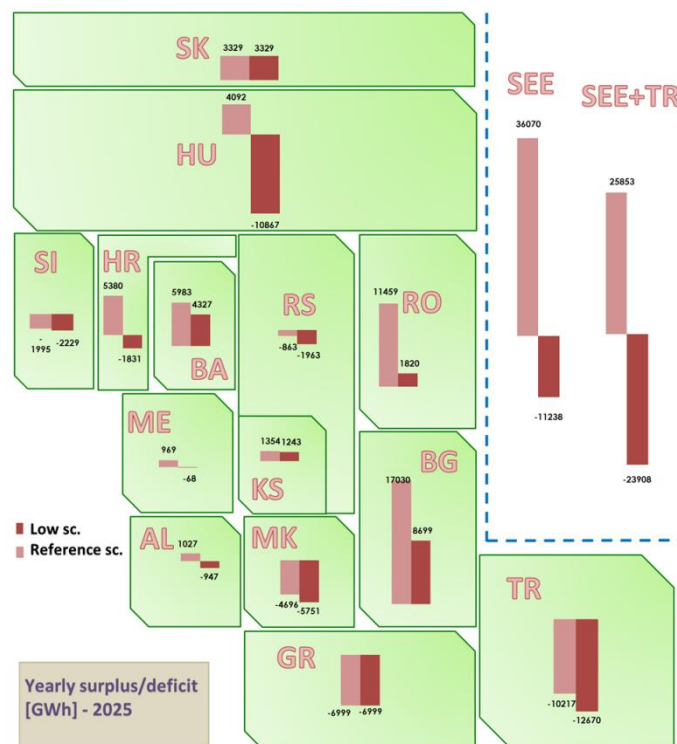 SK
3329 3329
SEE
SEE+TR
36070
25853
-11238
-23908
4092
HU
-10867
SI
-
1995 -2229
HR
5380
-1831
5983
4327
BA
RS
-863
-1963
RO
11459
1820
ME
969
-68
1354 1243
KS
BG
17030
8699
Low sc.
Reference sc.
AL
1027
-947
MK
-4696
-5751
TR
-10217
-12670
GR
-6999 -6999
Yearly surplus/deficit
[GWh] - 2025